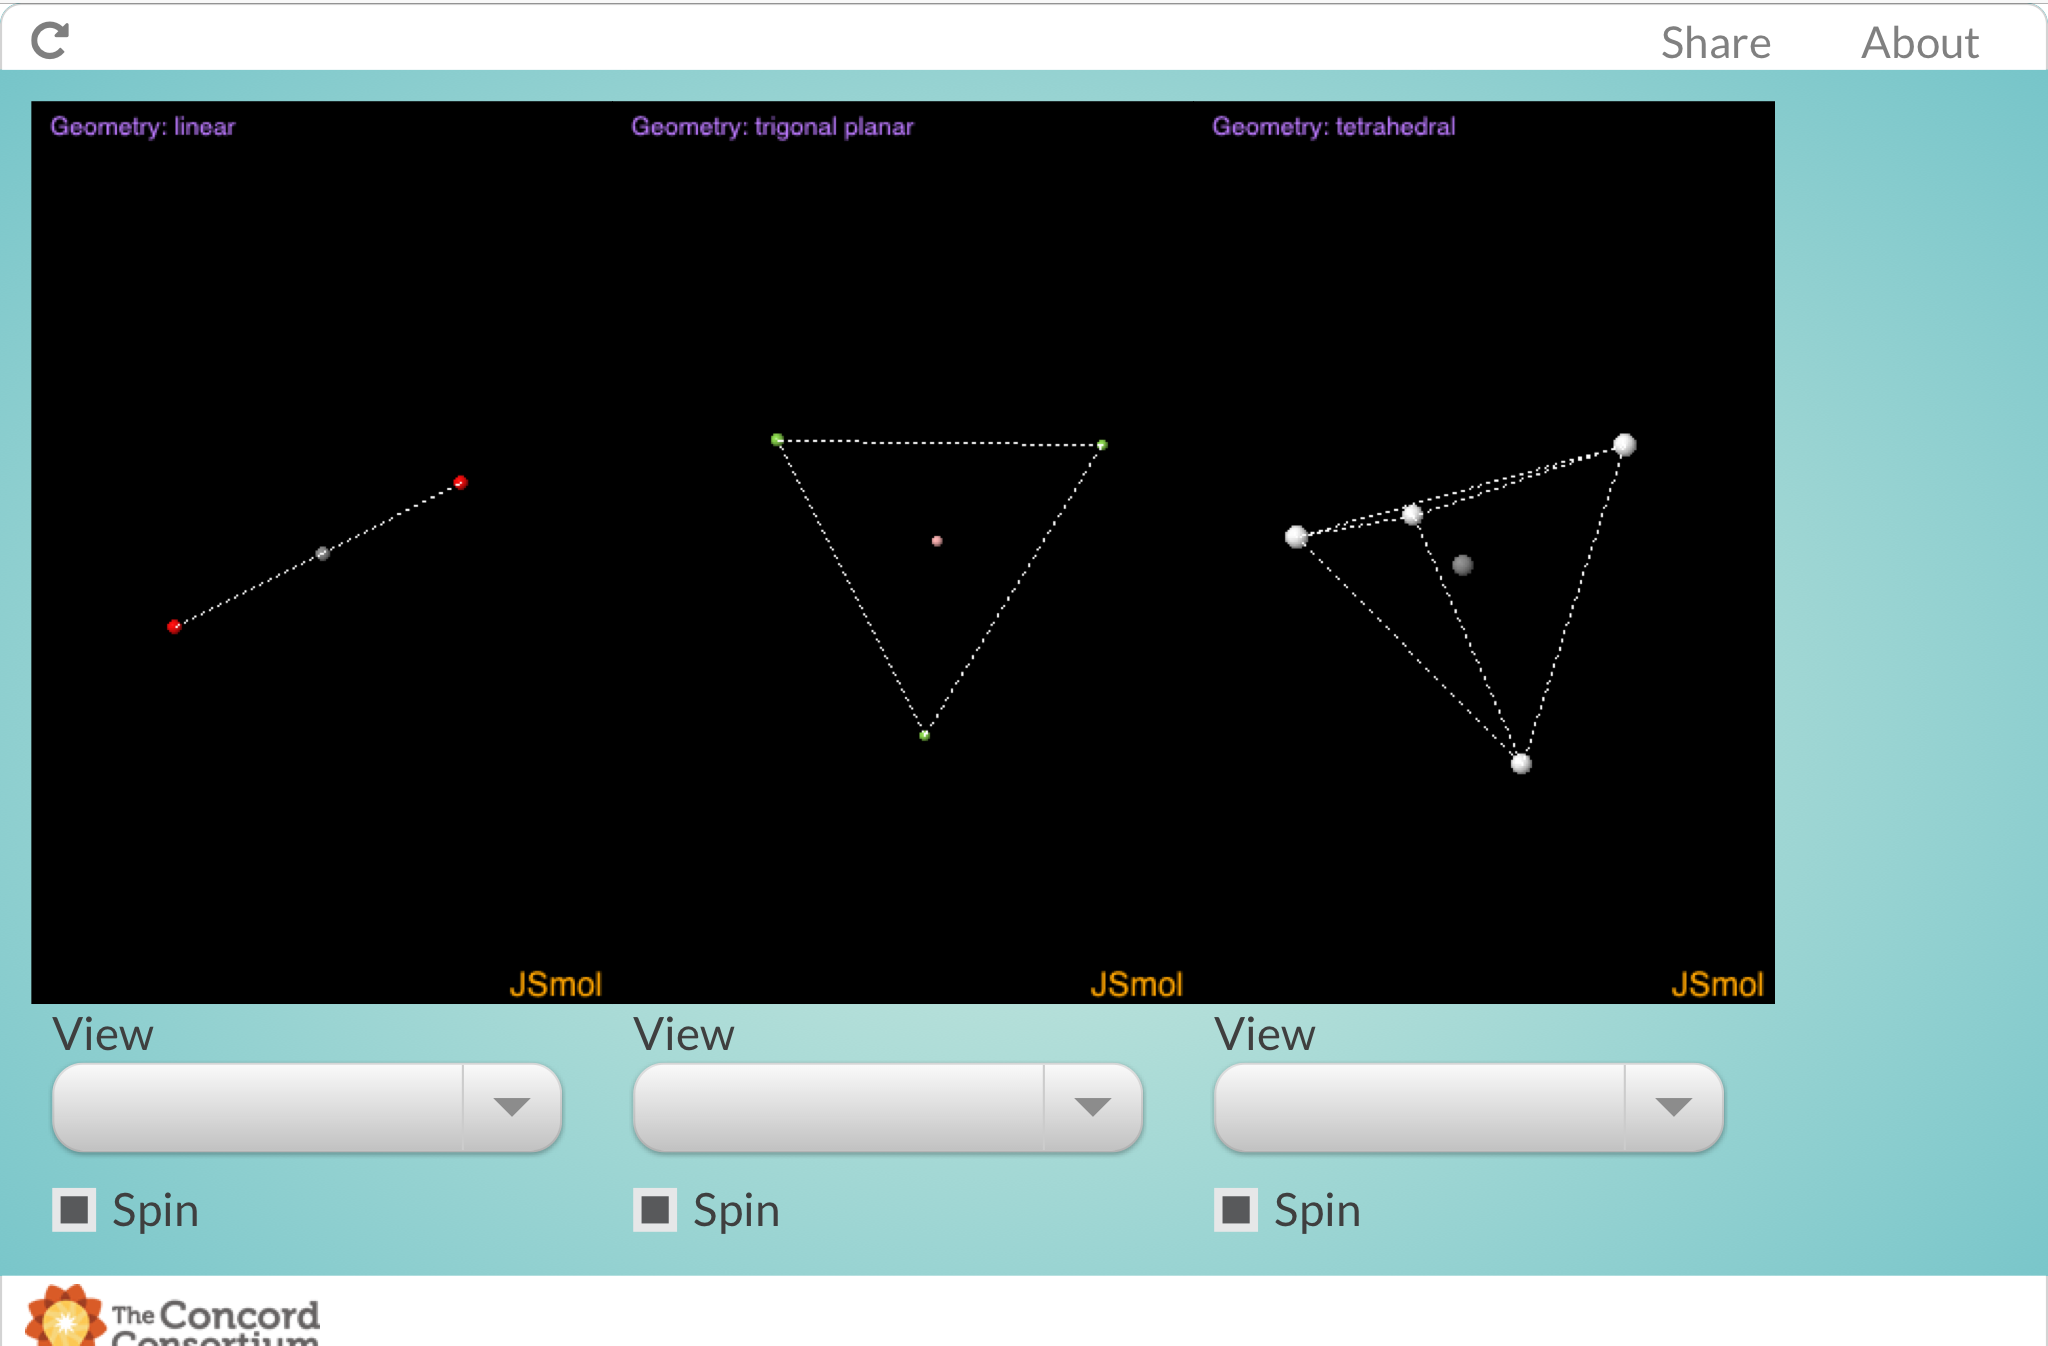 Share About
Geometry: linear
Geometry: trigonal planar
Geometry: tetrahedral
JSmol
JSmol
JSmol
View
View
View
Spin
Spin
Spin
The Concord
Consortium